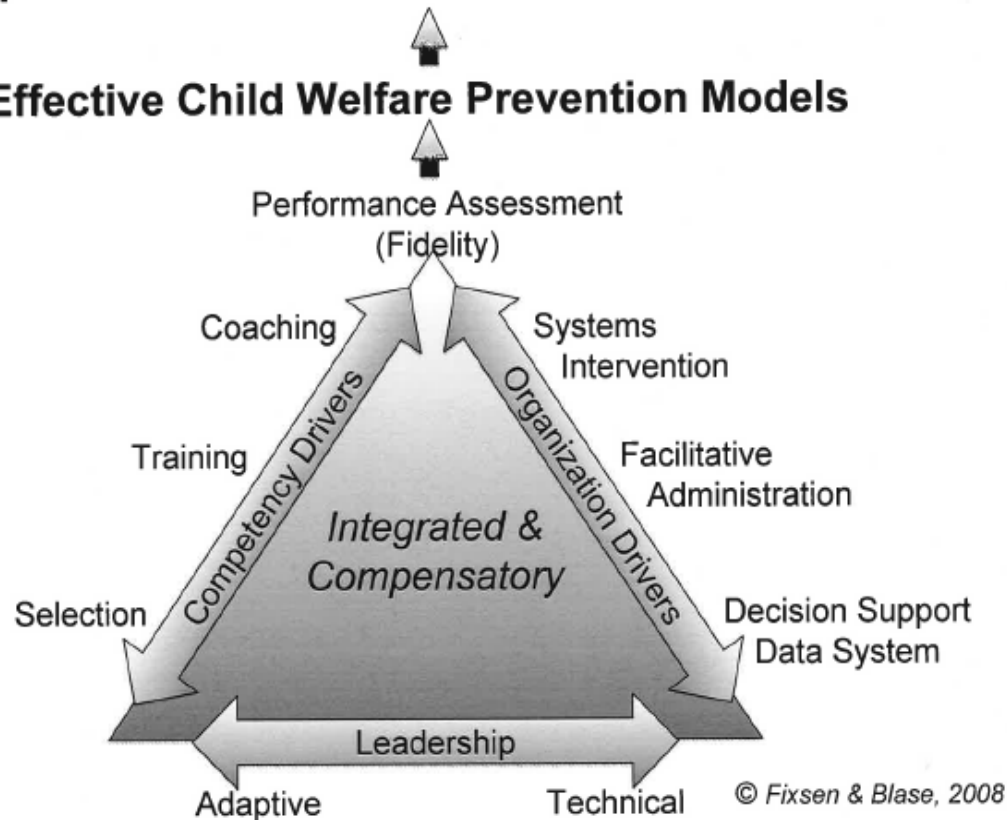 Effective Child Welfare Prevention Models
Performance Assessment
(Fidelity)
Coaching
Systems
Intervention
Training
Competency Drivers
Organization Drivers
Facilitative
Administration
Integrated &
Compensatory
Selection
Decision Support
Data System
Leadership
Adaptive
Technical
© Fixsen & Blase, 2008